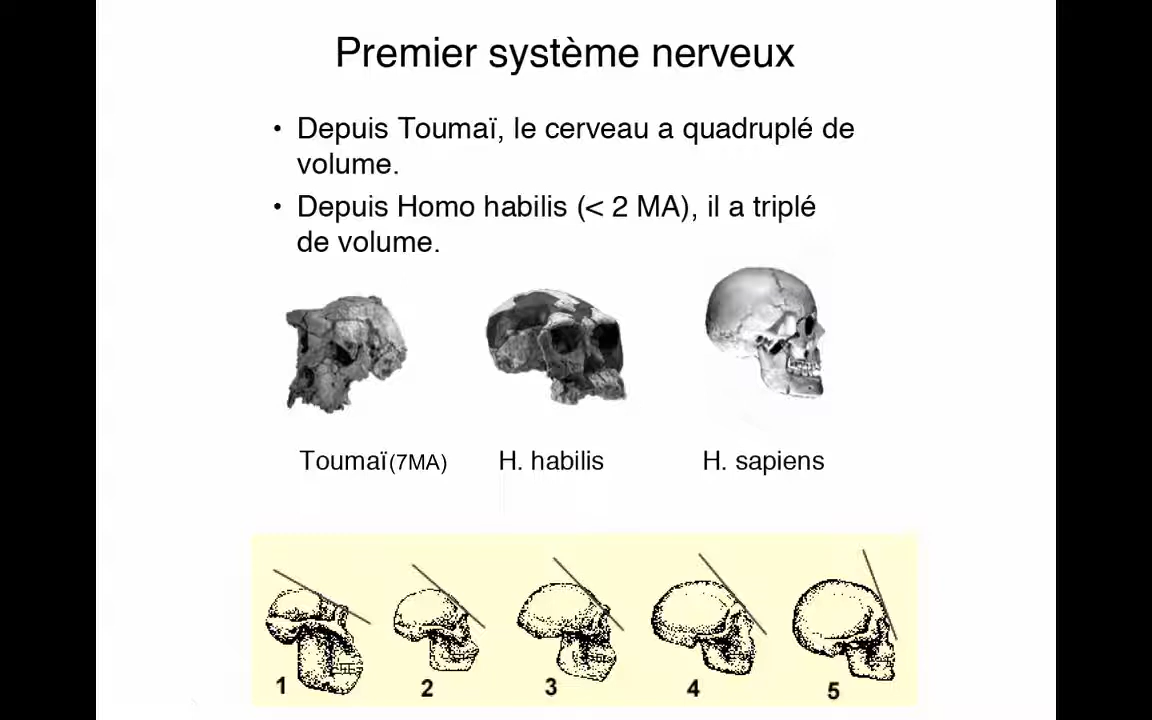 Premier système nerveux
• Depuis Toumaï, le cerveau a quadruplé de
volume.
• Depuis Homo habilis (< 2 MA), il a triplé
de volume.
Toumaï(7MA) H. habilis H. sapiens
1 2 3 4 5